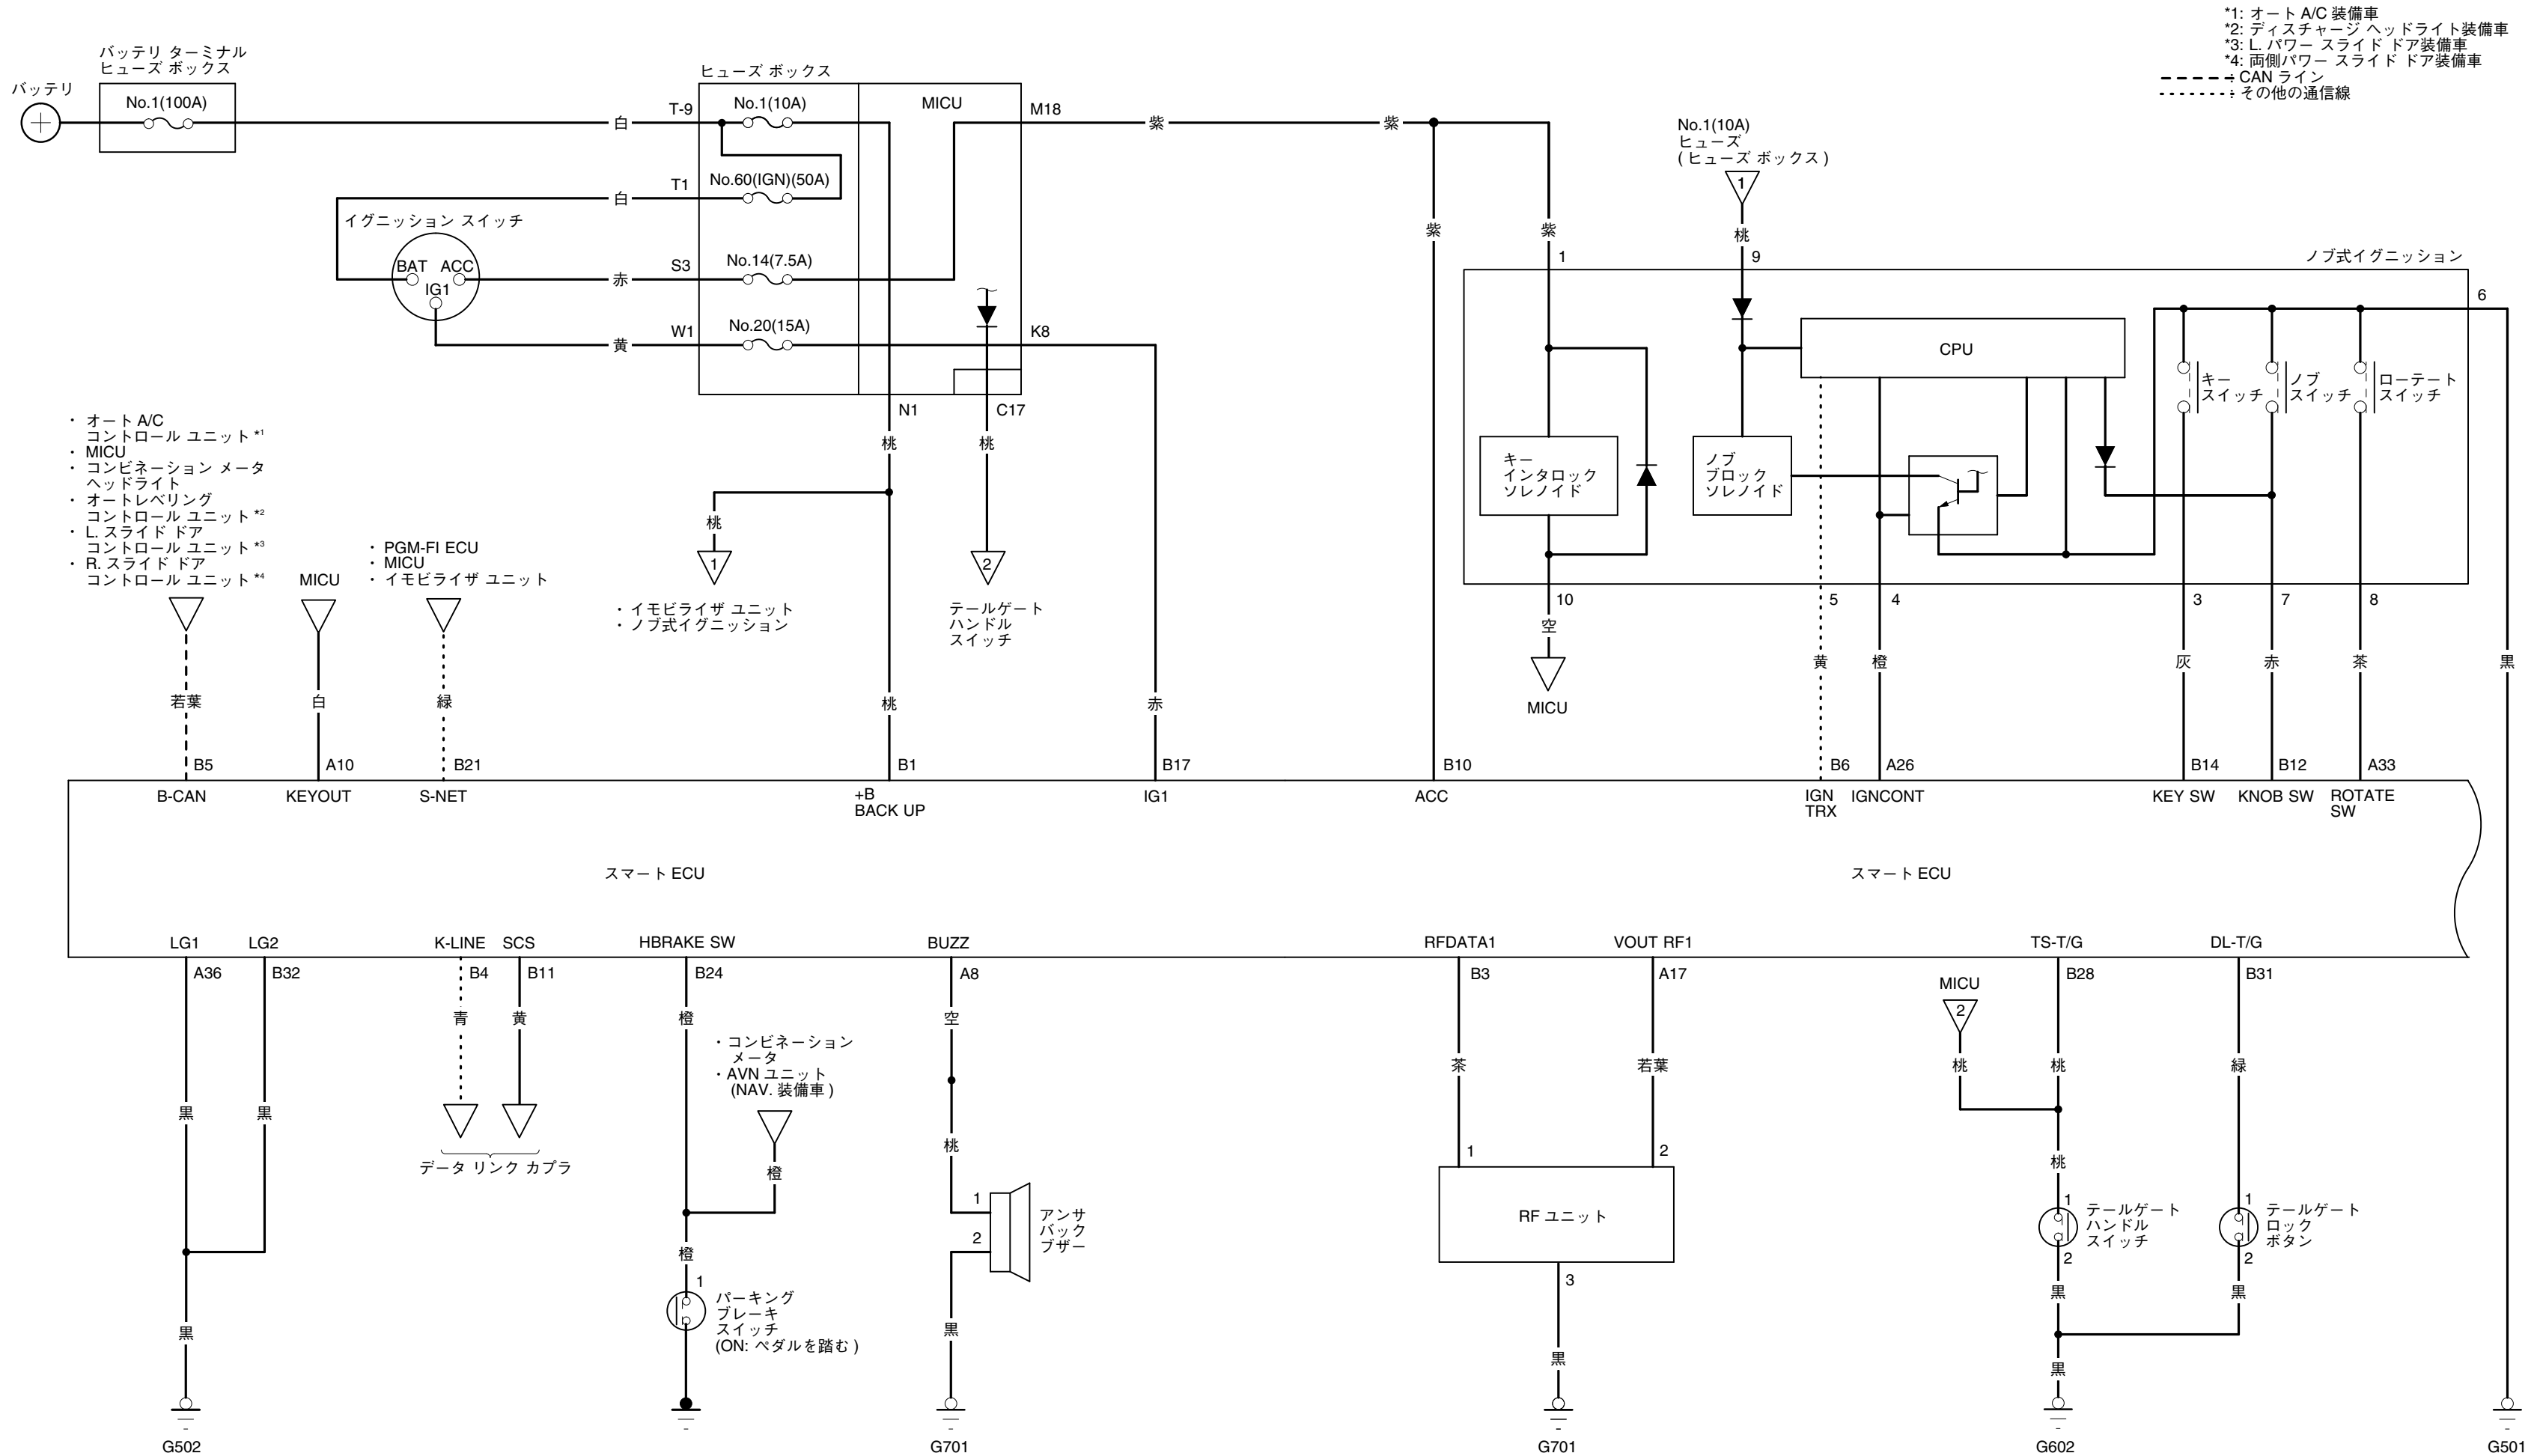 *1: オート A/C 装備車
*2: ディスチャージ ヘッドライト装備車
*3: L. パワー スライド ドア装備車
*4: 両側パワー スライド ドア装備車
: CAN ライン
: その他の通信線
バッテリ
バッテリ ターミナル
ヒューズ ボックス
No.1(100A)
白
ヒューズ ボックス
T-9
No.1(10A)
MICU
M18
紫
紫
T1
No.60(IGN)(50A)
白
イグニッション スイッチ
BAT
ACC
IG1
赤
S3
No.14(7.5A)
黄
W1
No.20(15A)
K8
N1
C17
桃
桃
桃
1
・イモビライザ ユニット
・ノブ式イグニッション
2
テールゲート
ハンドル
スイッチ
紫
紫
No.1(10A)
ヒューズ
( ヒューズ ボックス )
1
桃
1
9
ノブ式イグニッション
6
CPU
キー
スイッチ
ノブ
スイッチ
ローテート
スイッチ
キー
インタロック
ソレノイド
ノブ
ブロック
ソレノイド
10
空
MICU
5
4
3
7
8
黄
橙
灰
赤
茶
黒
・ オート A/C
コントロール ユニット *1
・ MICU
・ コンビネーション メータ
ヘッドライト
・ オートレベリング
コントロール ユニット *2
・ L. スライド ドア
コントロール ユニット *3
・ R. スライド ドア
コントロール ユニット *4
MICU
・ PGM-FI ECU
・ MICU
・ イモビライザ ユニット
若葉
白
緑
桃
赤
B5
A10
B21
B1
B17
B10
B6
A26
B14
B12
A33
B-CAN
KEYOUT
S-NET
+B
BACK UP
IG1
ACC
IGN
TRX
IGNCONT
KEY SW
KNOB SW
ROTATE
SW
スマート ECU
スマート ECU
LG1
LG2
K-LINE
SCS
HBRAKE SW
BUZZ
RFDATA1
VOUT RF1
TS-T/G
DL-T/G
A36
B32
B4
B11
B24
A8
B3
A17
B28
B31
黒
黒
黒
G502
青
黄
データ リンク カプラ
橙
・コンビネーション
メータ
・AVN ユニット
(NAV. 装備車 )
橙
橙
1
パーキング
ブレーキ
スイッチ
(ON: ペダルを踏む )
空
桃
1
2
アンサ
バック
ブザー
黒
G701
茶
若葉
1
2
RF ユニット
3
黒
G701
MICU
2
桃
桃
緑
桃
1
テールゲート
ハンドル
スイッチ
2
黒
1
テールゲート
ロック
ボタン
2
黒
黒
G602
G501